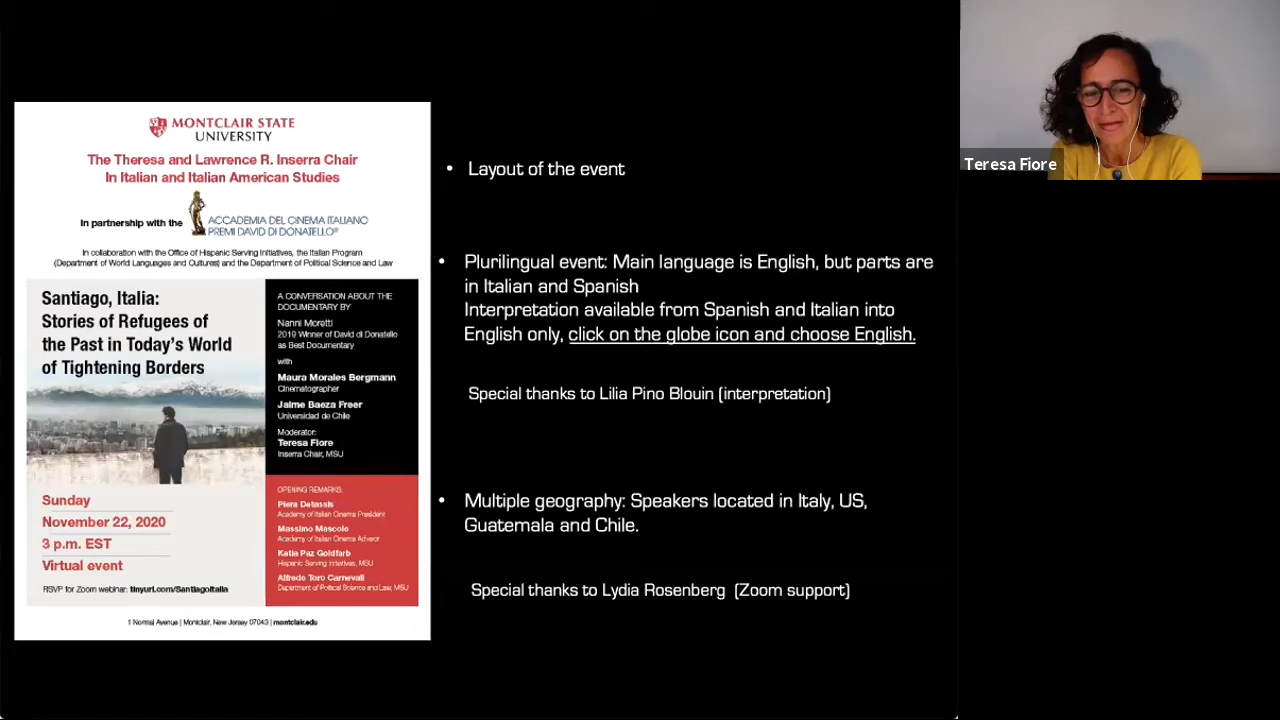 MONTCLAIR STATE
UNIVERSITY
The Theresa and Lawrence R. Inserra Chair
In Italian and Italian American Studies
In partnership with the
ACCADEMIA DEL CINEMA ITALIANO
PREMI DAVID DI DONATELLO®
In collaboration with the Office of Hispanic Serving Initiatives, the Italian Program
(Department of World Languages and Cultures) and the Department of Political Science and Law
Santiago, Italia:
Stories of Refugees of
the Past in Today's World
of Tightening Borders
Sunday
November 22, 2020
3 p.m. EST
Virtual event
RSVP for Zoom webinar: tinyurl.com/SantiagoItalia
A CONVERSATION ABOUT THE
DOCUMENTARY BY
Nanni Moretti
2019 Winner of David di Donatello
as Best Documentary
with
Maura Morales Bergmann
Cinematographer
Jaime Baeza Freer
Universidad de Chile
Moderator:
Teresa Fiore
Inserra Chair, MSU
OPENING REMARKS:
Piera Detassis
Academy of Italian Cinema President
Massimo Mascolo
Academy of Italian Cinema Advisor
Katia Paz Goldfarb
Hispanic Serving Initiatives, MSU
Alfredo Toro Carnevali
Department of Political Science and Law, MSU
1 Normal Avenue | Montclair, New Jersey 07043 | montclair.edu
• Layout of the event
• Plurilingual event: Main language is English, but parts are
in Italian and Spanish
Interpretation available from Spanish and Italian into
English only, click on the globe icon and choose English.
Special thanks to Lilia Pino Blouin (interpretation)
• Multiple geography: Speakers located in Italy, US,
Guatemala and Chile.
Special thanks to Lydia Rosenberg (Zoom support)
Teresa Fiore